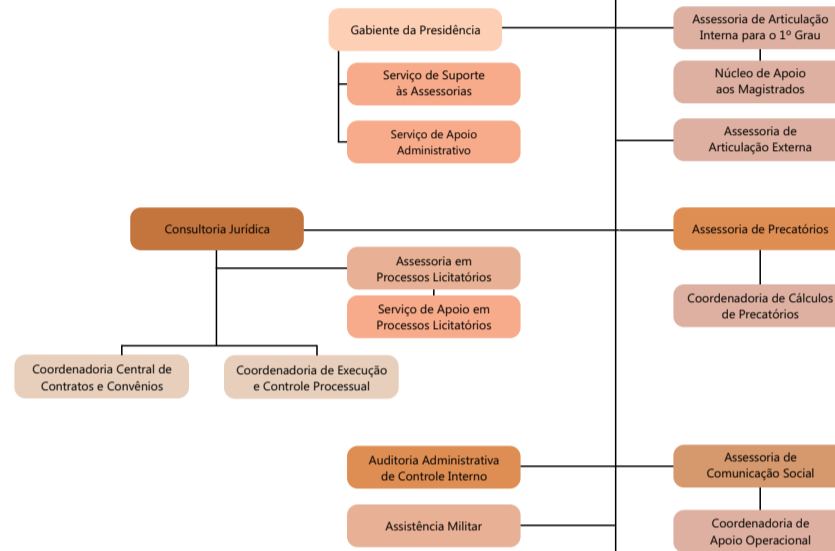 Gabiente da Presidência
Assessoria de Articulação
Interna para o 1º Grau
Serviço de Suporte
às Assessorias
Núcleo de Apoio
aos Magistrados
Serviço de Apoio
Administrativo
Assessoria de
Articulação Externa
Consultoria Jurídica
Assessoria de Precatórios
Assessoria em
Processos Licitatórios
Serviço de Apoio em
Processos Licitatórios
Coordenadoria de Cálculos
de Precatórios
Coordenadoria Central de
Contratos e Convênios
Coordenadoria de Execução
e Controle Processual
Auditoria Administrativa
de Controle Interno
Assessoria de
Comunicação Social
Assistência Militar
Coordenadoria de
Apoio Operacional